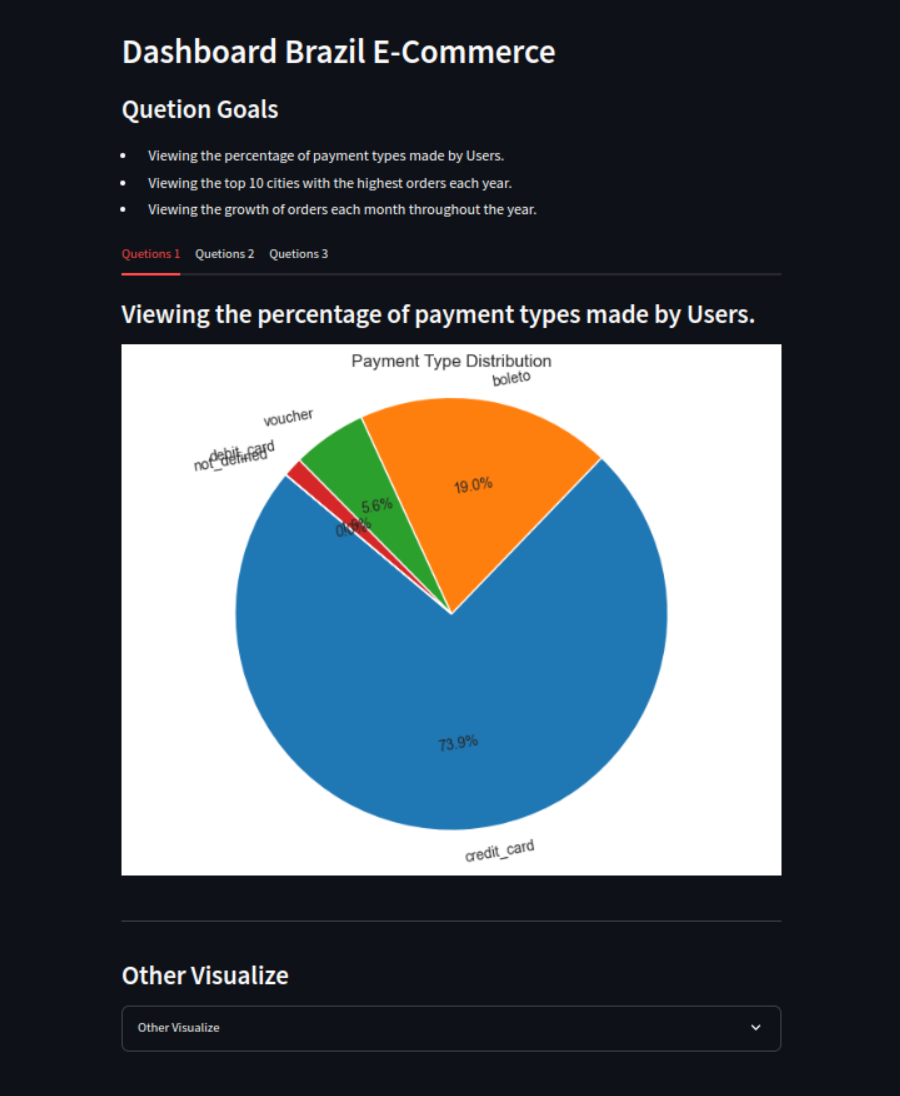 Dashboard Brazil E-Commerce
Quetion Goals
Viewing the percentage of payment types made by Users.
Viewing the top 10 cities with the highest orders each year.
Viewing the growth of orders each month throughout the year.
Quetions 1 Quetions 2 Quetions 3
Viewing the percentage of payment types made by Users.
Payment Type Distribution
boleto
voucher
debit_card
not_defined
19.0%
5.6%
73.9%
credit_card
Other Visualize
Other Visualize